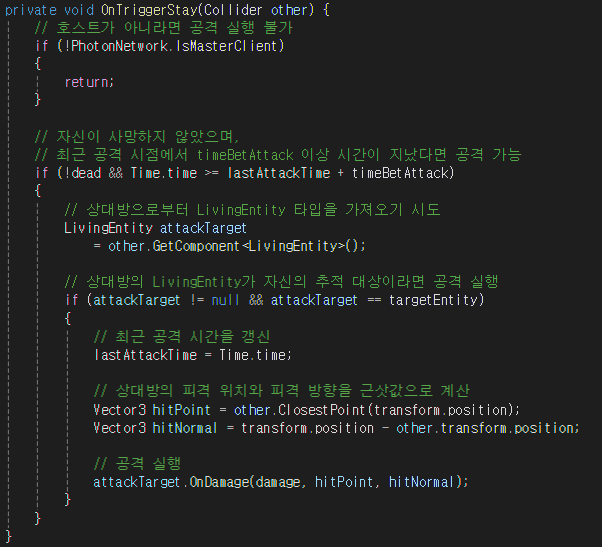 private void OnTriggerStay(Collider other) {
// 호스트가 아니라면 공격 실행 불가
if (!PhotonNetwork.IsMasterClient)
{
return;
}
// 자신이 사망하지 않았으며,
// 최근 공격 시점에서 timeBetAttack 이상 시간이 지났다면 공격 가능
if (!dead && Time.time >= lastAttackTime + timeBetAttack)
{
// 상대방으로부터 LivingEntity 타입을 가져오기 시도
LivingEntity attackTarget
= other.GetComponent<LivingEntity>();
// 상대방의 LivingEntity가 자신의 추적 대상이라면 공격 실행
if (attackTarget != null && attackTarget == targetEntity)
{
// 최근 공격 시간을 갱신
lastAttackTime = Time.time;
// 상대방의 피격 위치와 피격 방향을 근삿값으로 계산
Vector3 hitPoint = other.ClosestPoint(transform.position);
Vector3 hitNormal = transform.position - other.transform.position;
// 공격 실행
attackTarget.OnDamage(damage, hitPoint, hitNormal);
}
}
}